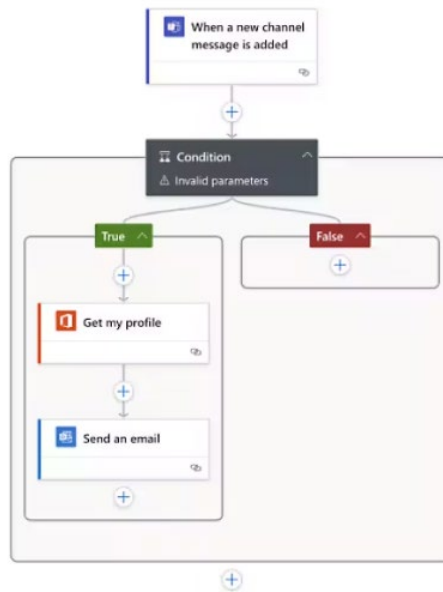 When a new channel
message is added
Condition
Invalid parameters
True
False
Get my profile
Send an email